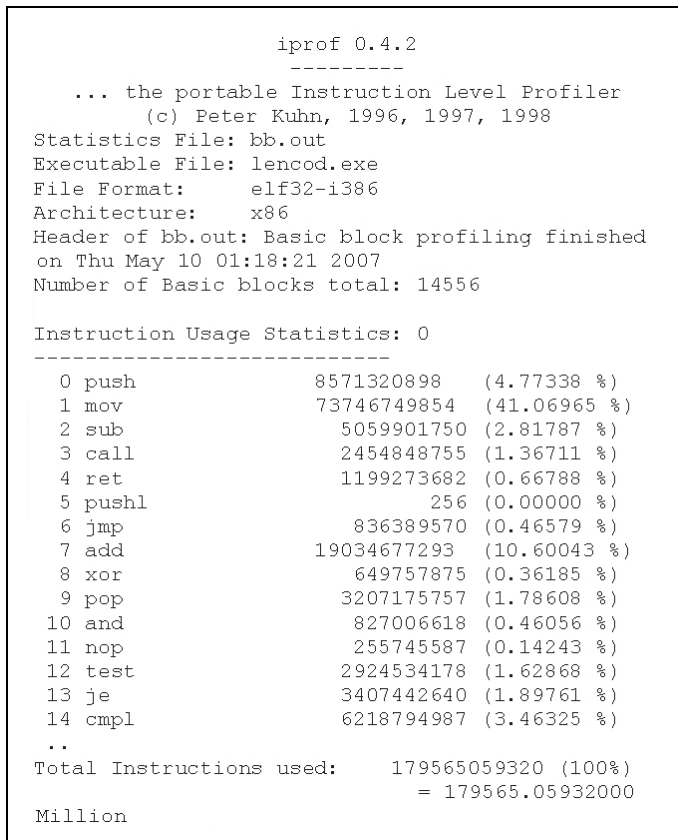 iprof 0.4.2
---------
... the portable Instruction Level Profiler
(c) Peter Kuhn, 1996, 1997, 1998
Statistics File: bb.out
Executable File: lencod.exe
File Format: elf32-i386
Architecture: x86
Header of bb.out: Basic block profiling finished
on Thu May 10 01:18:21 2007
Number of Basic blocks total: 14556
Instruction Usage Statistics: 0
----------------------------
0 push 8571320898 (4.77338 %)
1 mov 73746749854 (41.06965 %)
2 sub 5059901750 (2.81787 %)
3 call 2454848755 (1.36711 %)
4 ret 1199273682 (0.66788 %)
5 pushl 256 (0.00000 %)
6 jmp 836389570 (0.46579 %)
7 add 19034677293 (10.60043 %)
8 xor 649757875 (0.36185 %)
9 pop 3207175757 (1.78608 %)
10 and 827006618 (0.46056 %)
11 nop 255745587 (0.14243 %)
12 test 2924534178 (1.62868 %)
13 je 3407442640 (1.89761 %)
14 cmpl 6218794987 (3.46325 %)
..
Total Instructions used: 179565059320 (100%)
= 179565.05932000
Million